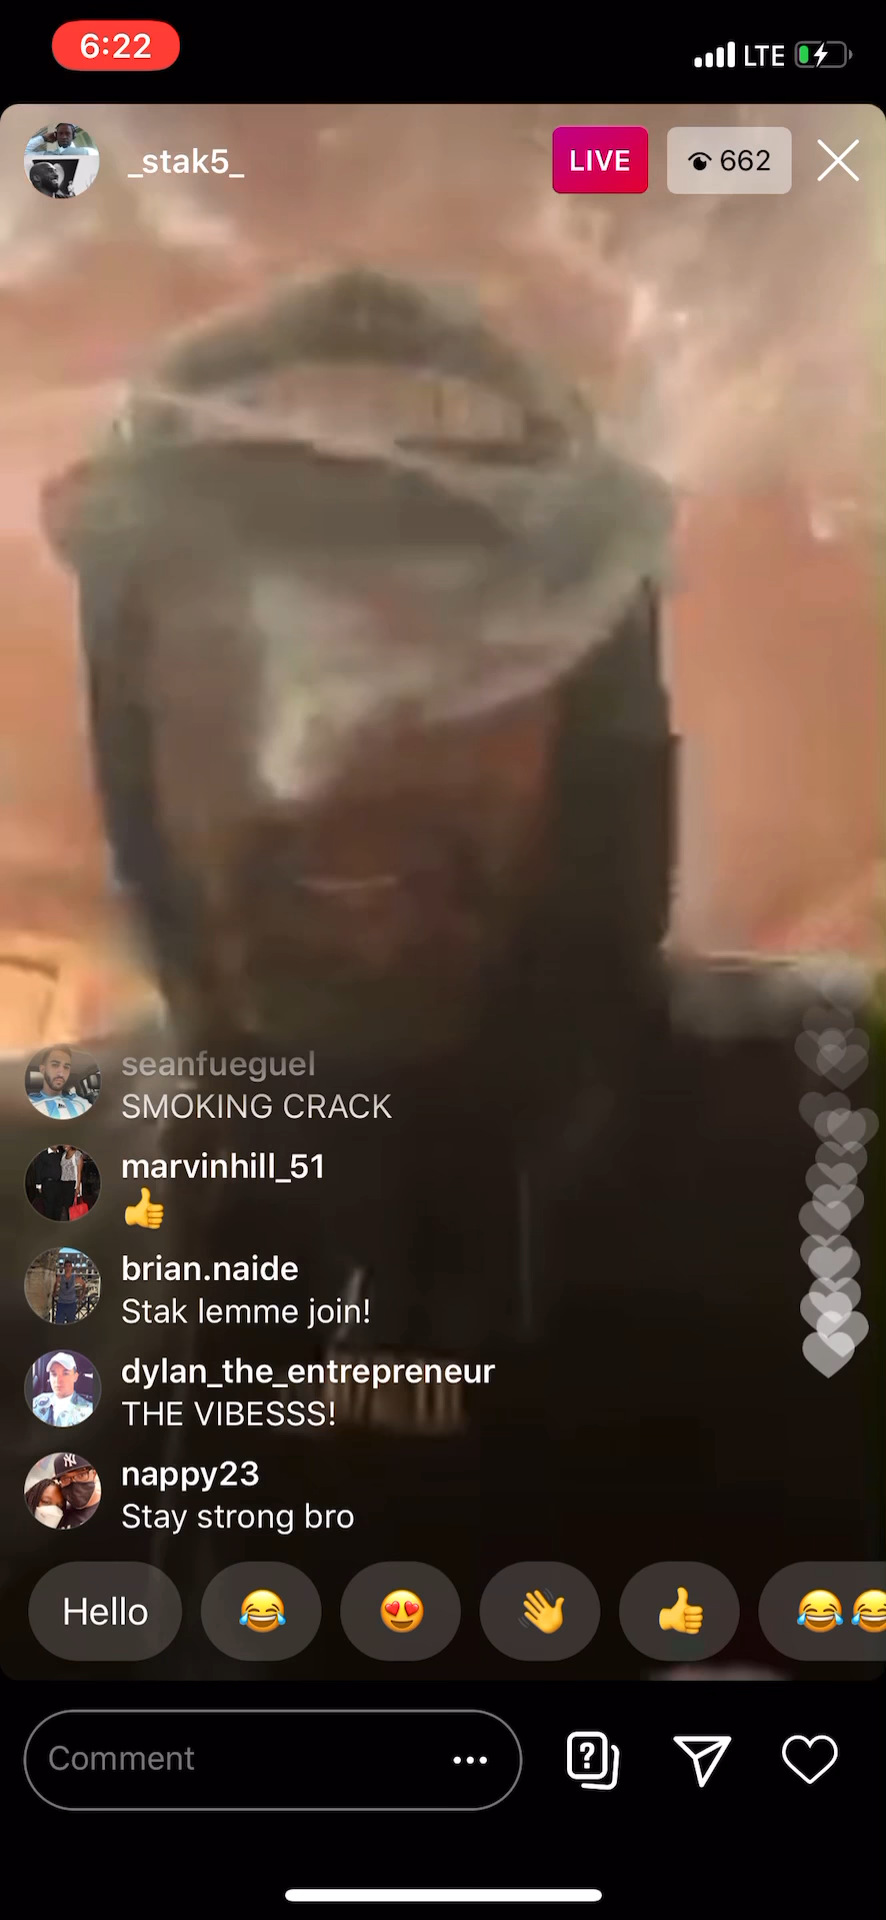 6:22
LTE
_stak5_
LIVE
662
seanfueguel
SMOKING CRACK
marvinhill_51
👍
brian.naide
Stak lemme join!
dylan_the_entrepreneur
THE VIBESSS!
nappy23
Stay strong bro
Hello 😂 😍 👋 👍 😂😂
Comment